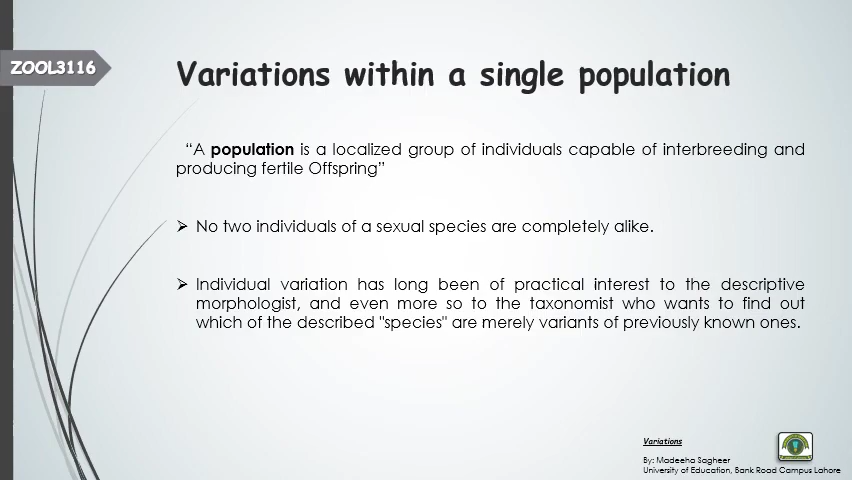 ZOOL3116
Variations within a single population
“A population is a localized group of individuals capable of interbreeding and
producing fertile Offspring”
➢ No two individuals of a sexual species are completely alike.
➢ Individual variation has long been of practical interest to the descriptive
morphologist, and even more so to the taxonomist who wants to find out
which of the described "species" are merely variants of previously known ones.
Variations
By: Madeeha Sagheer
University of Education, Bank Road Campus Lahore